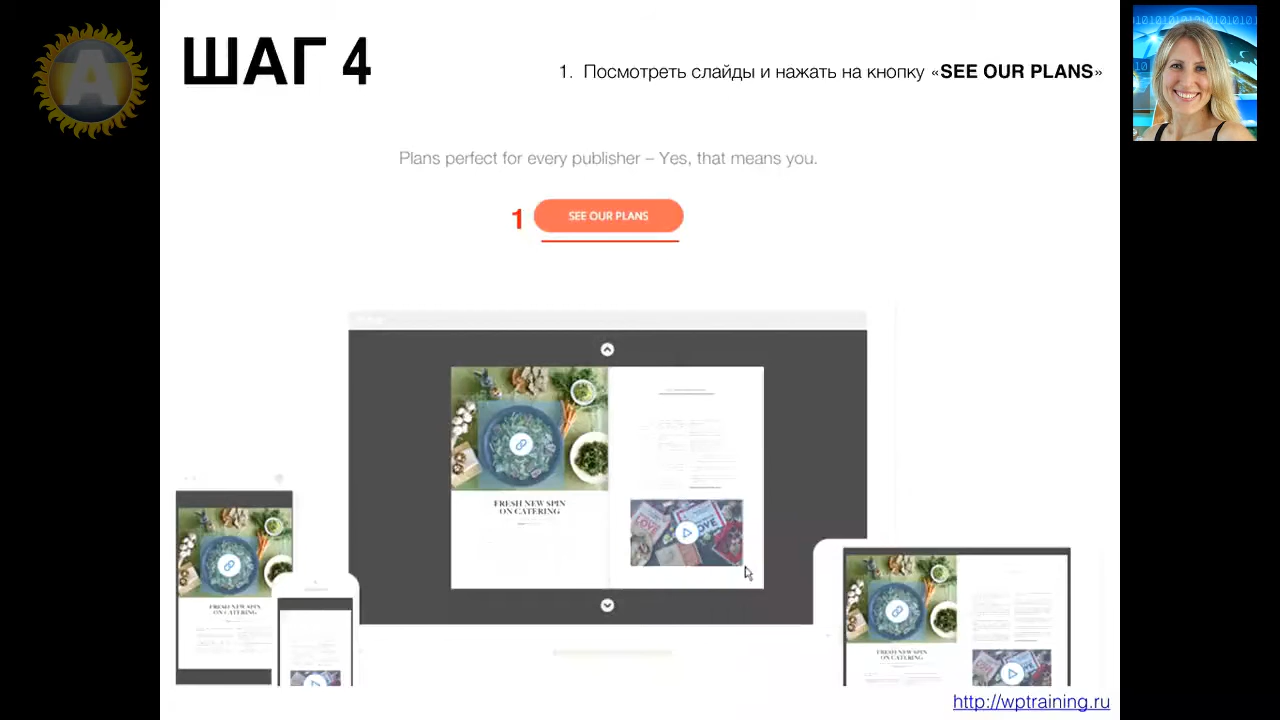 ШАГ 4
1. Посмотреть слайды и нажать на кнопку «SEE OUR PLANS»
Plans perfect for every publisher – Yes, that means you.
1
SEE OUR PLANS
FRESH NEW SPIN
ON CATERING
LOVE
LOVE
FRESH NEW SPIN
ON CATERING
FRESH NEW SPIN
ON CATERING
http://wptraining.ru
A